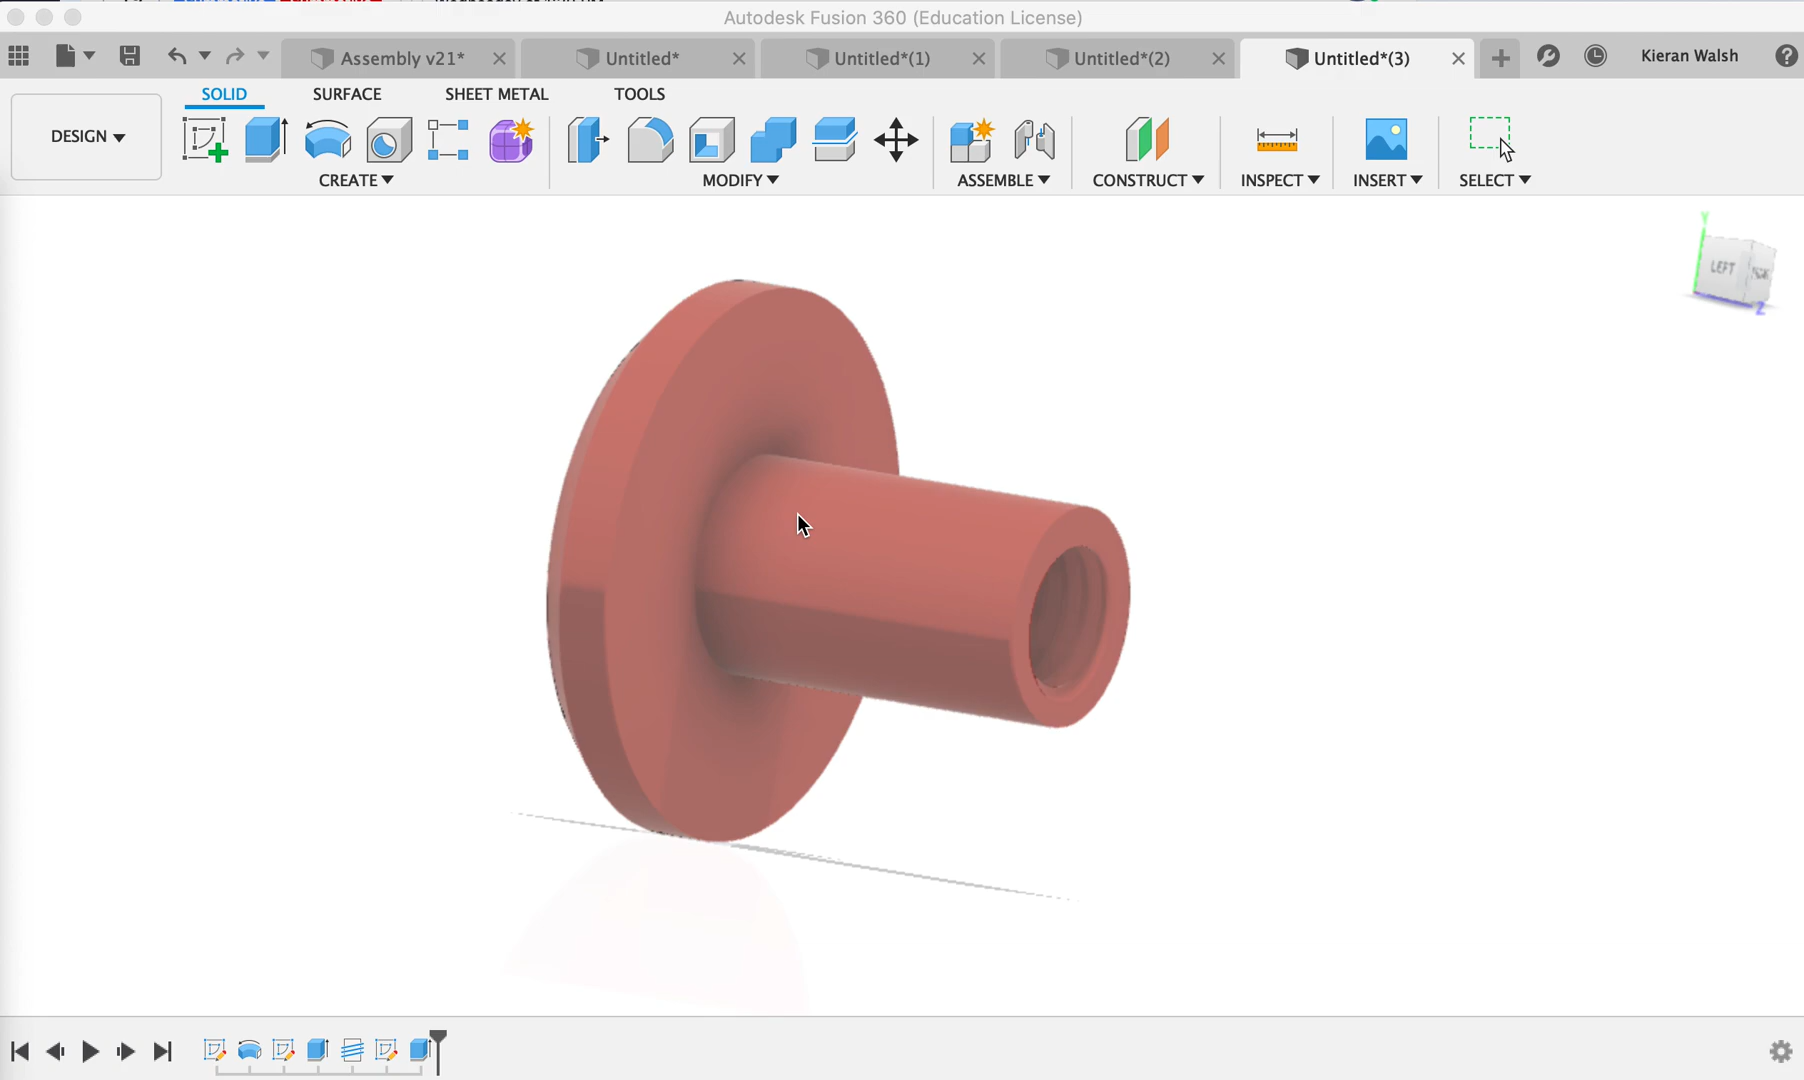 Autodesk Fusion 360 (Education License)
Assembly v21*
Untitled*
Untitled*(1)
Untitled*(2)
Untitled*(3)
Kieran Walsh
DESIGN
SOLID
SURFACE
SHEET METAL
TOOLS
CREATE
MODIFY
ASSEMBLE
CONSTRUCT
INSPECT
INSERT
SELECT
Y
LEFT
Z